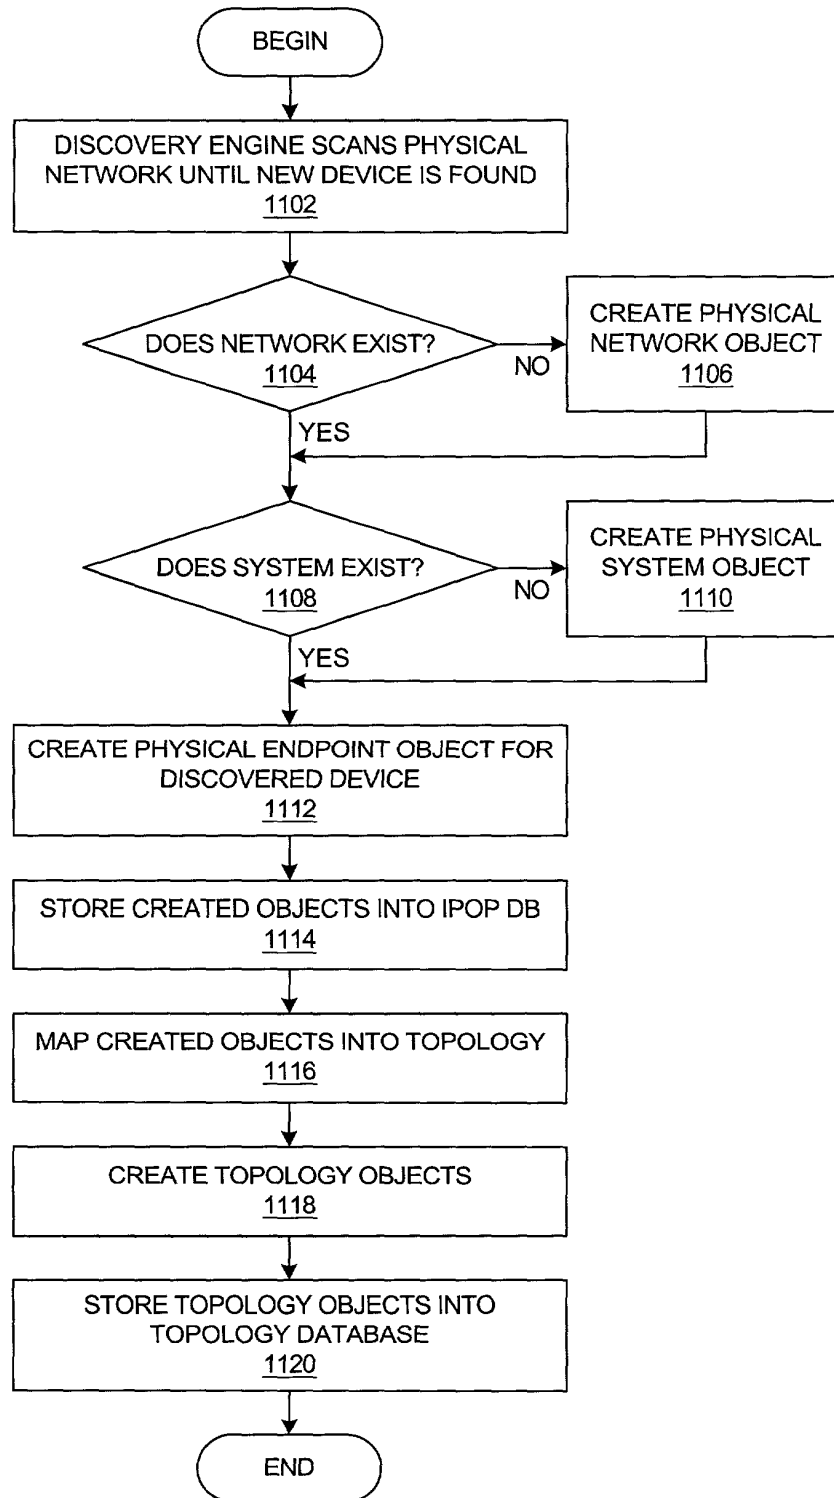 BEGIN
DISCOVERY ENGINE SCANS PHYSICAL
NETWORK UNTIL NEW DEVICE IS FOUND
1102
DOES NETWORK EXIST?
1104
NO
CREATE PHYSICAL
NETWORK OBJECT
1106
YES
DOES SYSTEM EXIST?
1108
NO
CREATE PHYSICAL
SYSTEM OBJECT
1110
YES
CREATE PHYSICAL ENDPOINT OBJECT FOR
DISCOVERED DEVICE
1112
STORE CREATED OBJECTS INTO IPOP DB
1114
MAP CREATED OBJECTS INTO TOPOLOGY
1116
CREATE TOPOLOGY OBJECTS
1118
STORE TOPOLOGY OBJECTS INTO
TOPOLOGY DATABASE
1120
END